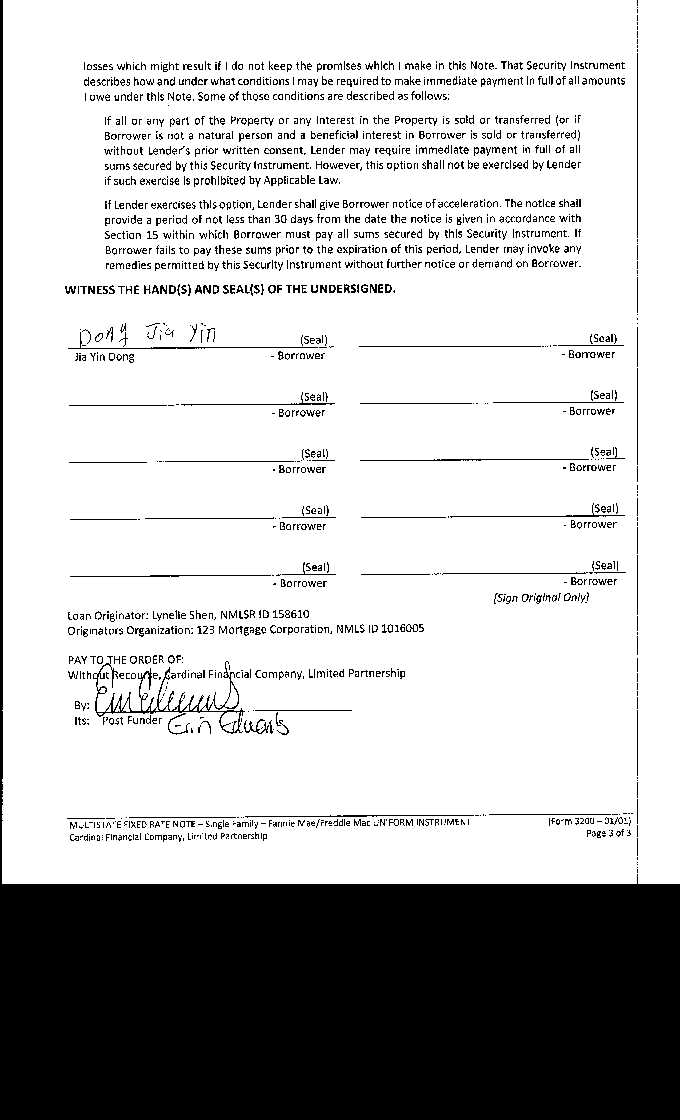 losses which might result if I do not keep the promises which I make in this Note. That Security Instrument
describes how and under what conditions I may be required to make immediate payment in full of all amounts
I owe under this Note. Some of those conditions are described as follows:
If all or any part of the Property or any Interest in the Property is sold or transferred (or if
Borrower is not a natural person and a beneficial interest in Borrower is sold or transferred)
without Lender's prior written consent, Lender may require immediate payment in full of all
sums secured by this Security Instrument. However, this option shall not be exercised by Lender
if such exercise is prohibited by Applicable Law.
If Lender exercises this option, Lender shall give Borrower notice of acceleration. The notice shall
provide a period of not less than 30 days from the date the notice is given in accordance with
Section 15 within which Borrower must pay all sums secured by this Security Instrument. If
Borrower fails to pay these sums prior to the expiration of this period, Lender may invoke any
remedies permitted by this Security Instrument without further notice or demand on Borrower.
WITNESS THE HAND(S) AND SEAL(S) OF THE UNDERSIGNED.
Dong Jia Yin (Seal) (Seal)
Jia Yin Dong - Borrower - Borrower
(Seal) (Seal)
- Borrower - Borrower
(Seal) (Seal)
- Borrower - Borrower
(Seal) (Seal)
- Borrower - Borrower
(Seal) (Seal)
- Borrower - Borrower
[Sign Original Only]
Loan Originator: Lynelle Shen, NMLSR ID 158610
Originators Organization: 123 Mortgage Corporation, NMLS ID 1016005
PAY TO THE ORDER OF:
Without Recourse, Cardinal Financial Company, Limited Partnership
By:
Its: Post Funder Erin Edwards
MULTISTATE FIXED RATE NOTE – Single Family – Fannie Mae/Freddie Mac UNIFORM INSTRUMENT (Form 3200 – 01/01)
Cardinal Financial Company, Limited Partnership Page 3 of 3